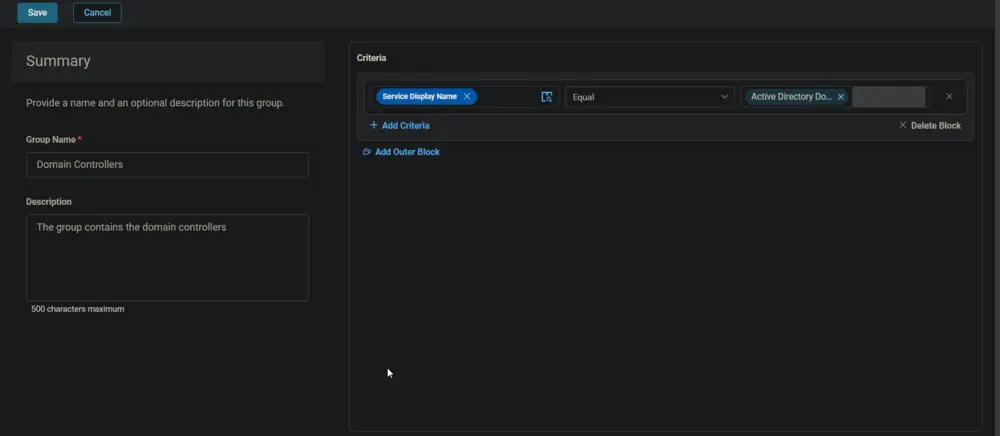 Save Cancel
Summary
Provide a name and an optional description for this group.
Group Name *
Domain Controllers
Description
The group contains the domain controllers
500 characters maximum
Criteria
Service Display Name Equal Active Directory Do...
Add Criteria Delete Block
Add Outer Block